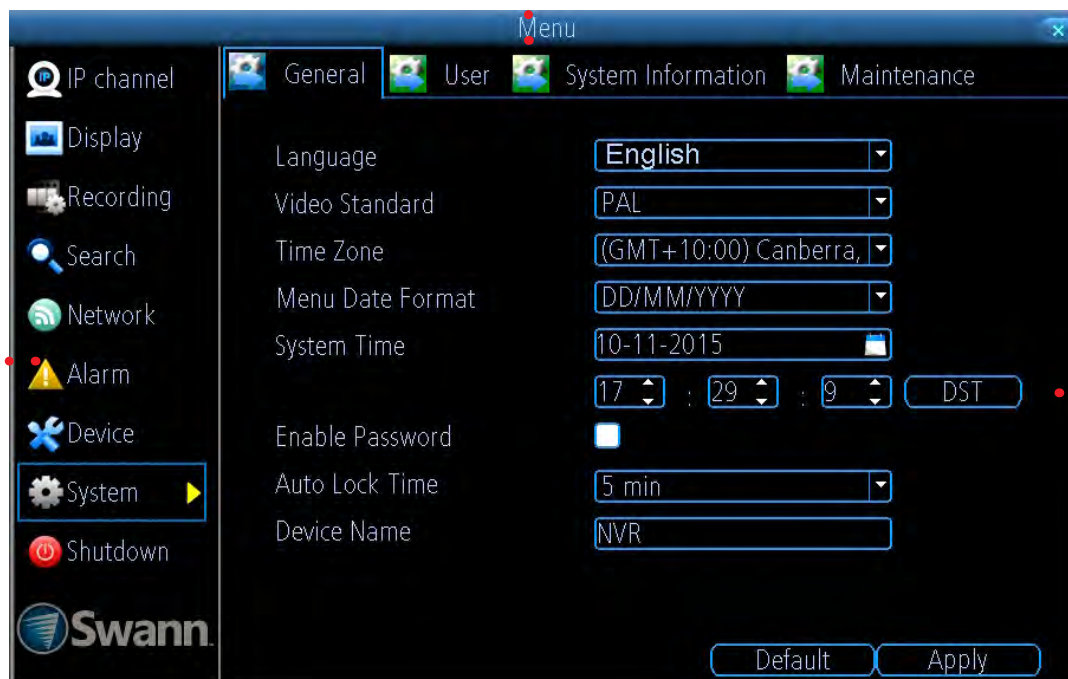 Menu
General User System Information Maintenance
IP channel
Display
Recording
Search
Network
Alarm
Device
System
Shutdown
Swann
Language English
Video Standard PAL
Time Zone (GMT+10:00) Canberra,
Menu Date Format DD/MM/YYYY
System Time 10-11-2015
17 : 29 : 9 DST
Enable Password
Auto Lock Time 5 min
Device Name NVR
Default Apply